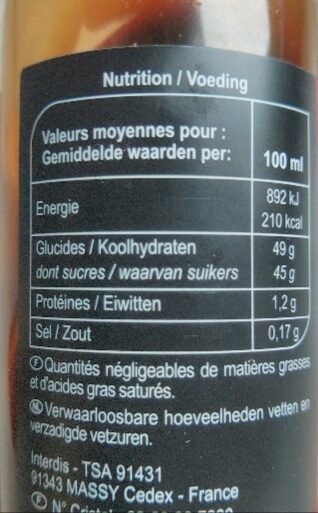 Nutrition / Voeding
Valeurs moyennes pour :
Gemiddelde waarden per: 100 ml
Energie 892 kJ
210 kcal
Glucides / Koolhydraten 49 g
dont sucres / waarvan suikers 45 g
Protéines / Eiwitten 1,2 g
Sel / Zout 0,17 g
Ⓕ Quantités négligeables de matières grasses
et d'acides gras saturés.
Ⓝ Verwaarloosbare hoeveelheden vetten en
verzadigde vetzuren.
Interdis - TSA 91431
91343 MASSY Cedex - France
Ⓕ N° Cristal